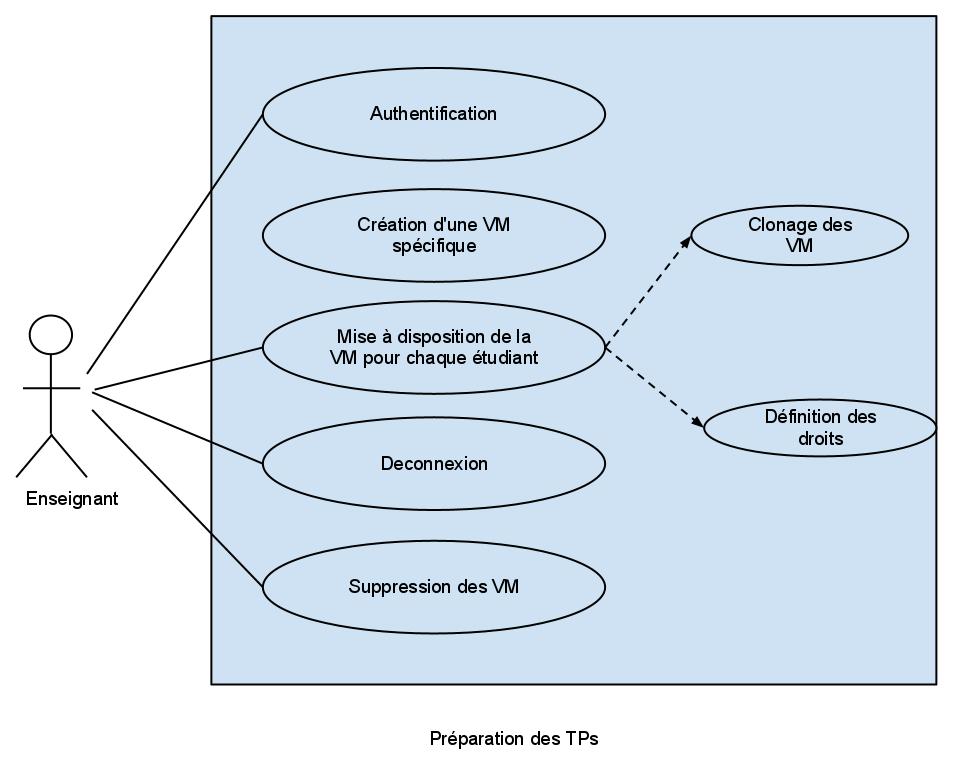 Authentification
Création d'une VM
spécifique
Clonage des
VM
Mise à disposition de la
VM pour chaque étudiant
Définition des
droits
Deconnexion
Enseignant
Suppression des VM
Préparation des TPs